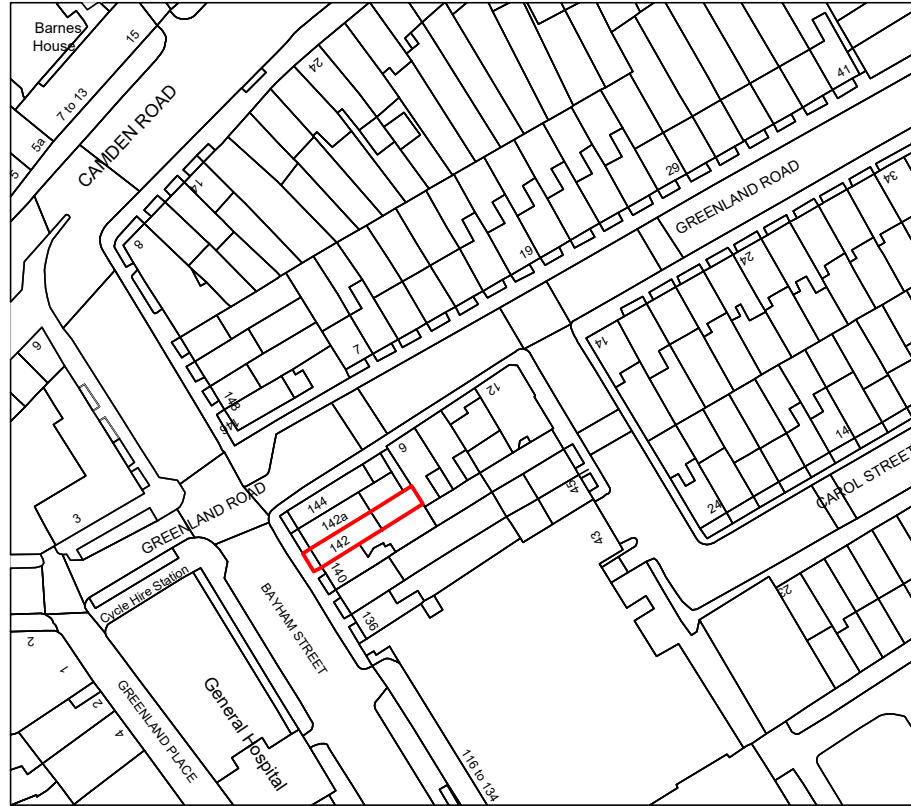 Barnes
House
15
7 to 13
5a
5
CAMDEN ROAD
24
14
8
41
29
GREENLAND ROAD
34
24
19
7
148
146
6
14
12
9
144
142a
142
140
136
45
43
14
24
CAROL STREET
23
3
GREENLAND ROAD
Cycle Hire Station
BAYHAM STREET
General Hospital
GREENLAND PLACE
2
1
2
4
116 to 134